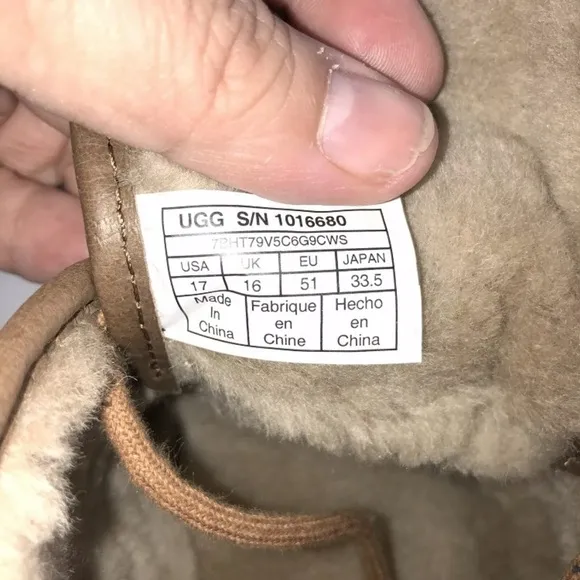 UGG S/N 1016680
7BHT79V5C6G9CWS
USA UK EU JAPAN
17 16 51 33.5
Made Fabrique Hecho
In en en
China Chine China